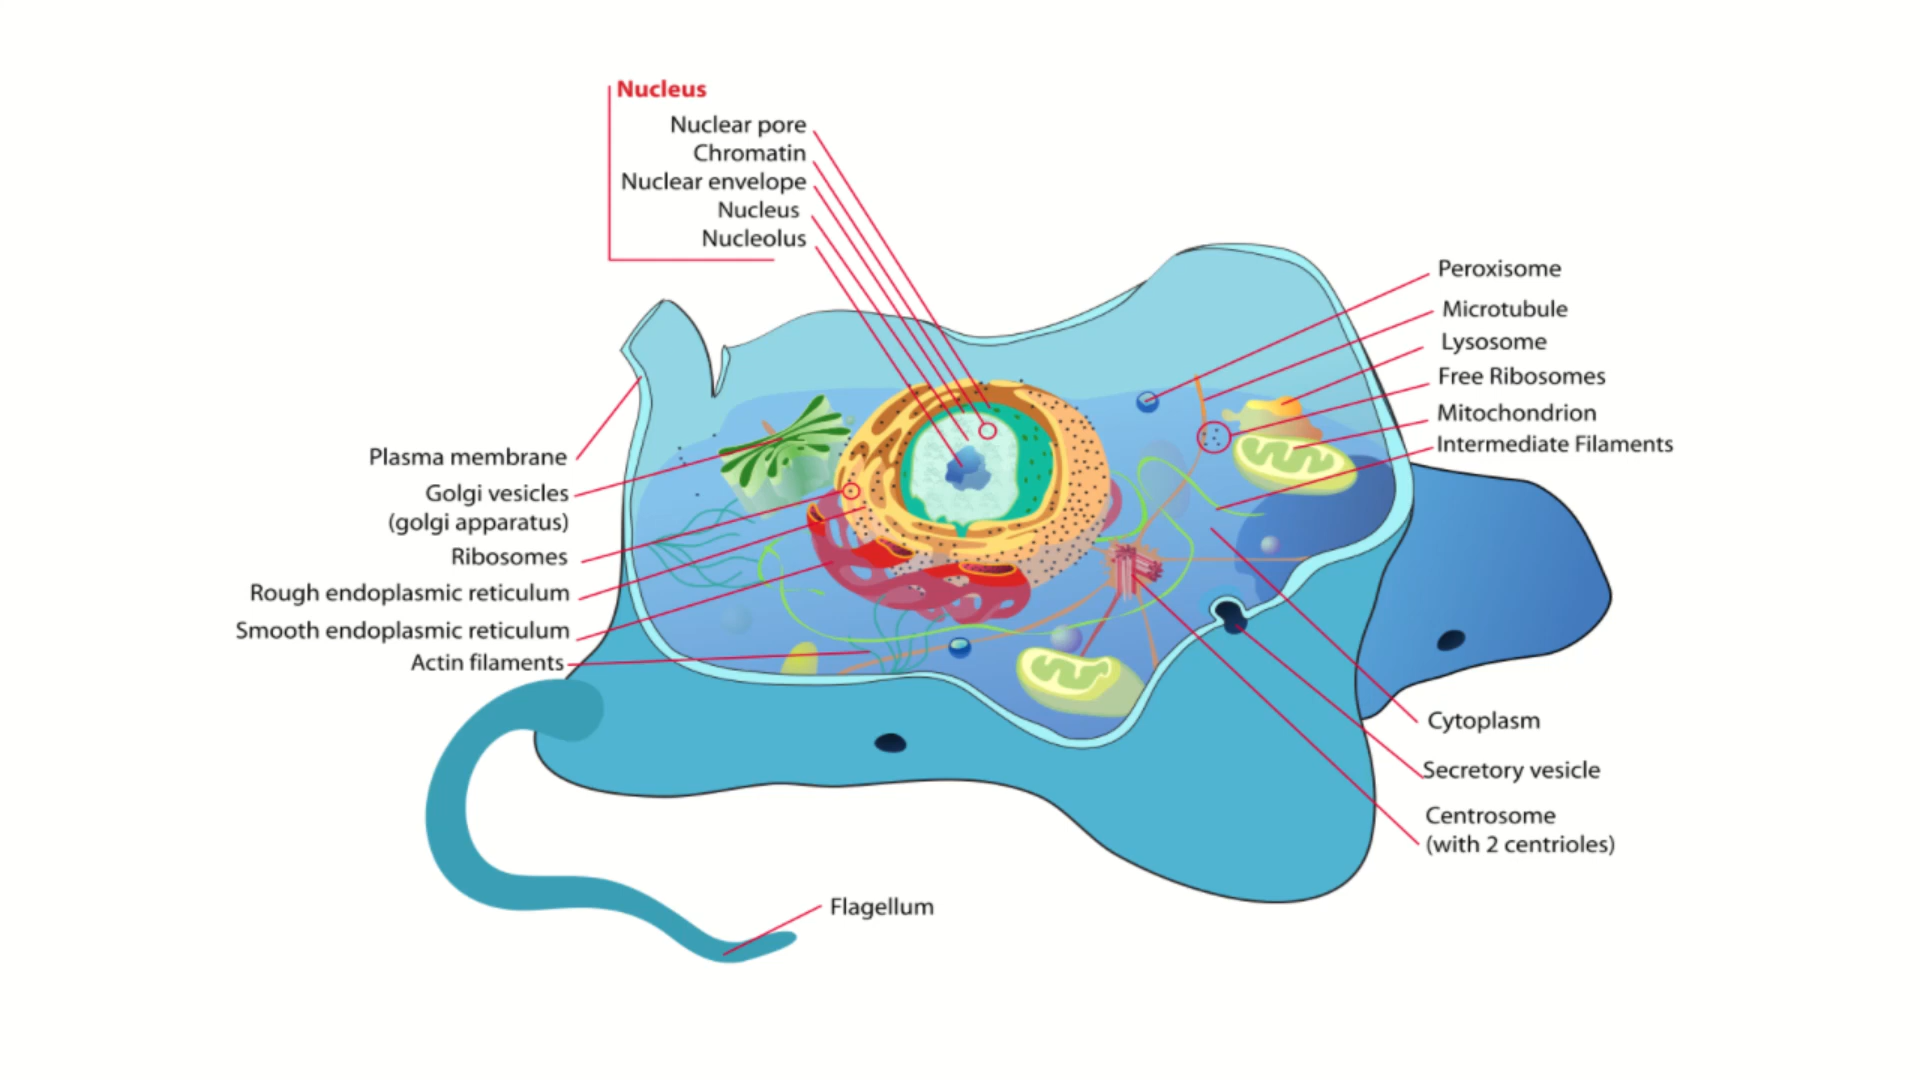 Nucleus
Nuclear pore
Chromatin
Nuclear envelope
Nucleus
Nucleolus
Plasma membrane
Golgi vesicles
(golgi apparatus)
Ribosomes
Rough endoplasmic reticulum
Smooth endoplasmic reticulum
Actin filaments
Peroxisome
Microtubule
Lysosome
Free Ribosomes
Mitochondrion
Intermediate Filaments
Cytoplasm
Secretory vesicle
Centrosome
(with 2 centrioles)
Flagellum